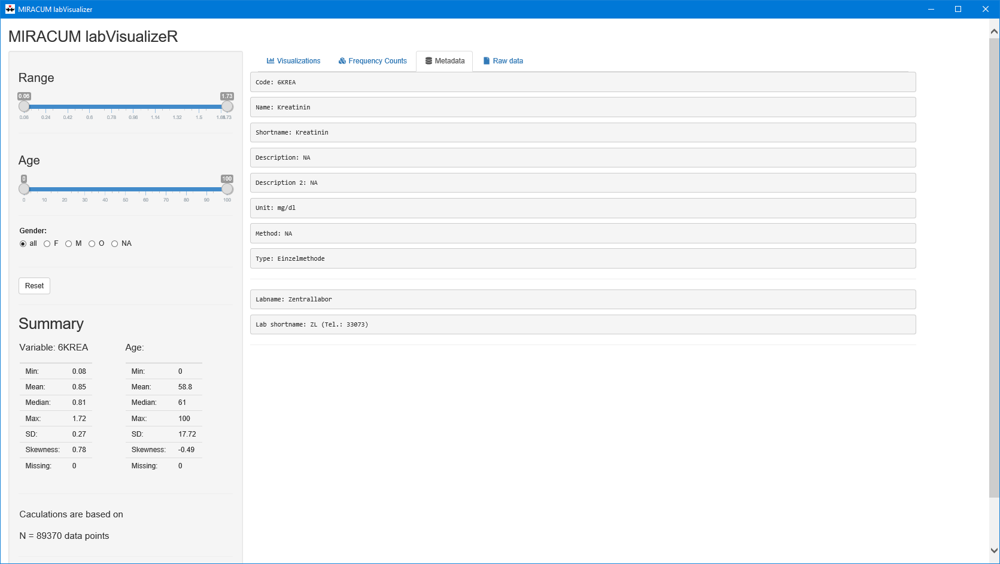 MIRACUM labVisualizer
MIRACUM labVisualizeR
Range
0.06 1.73
0.06 0.24 0.42 0.6 0.78 0.96 1.14 1.32 1.5 1.73
Age
0 100
0 10 20 30 40 50 60 70 80 90 100
Gender:
all F M O NA
Reset
Summary
Variable: 6KREA
Min: 0.08
Mean: 0.85
Median: 0.81
Max: 1.72
SD: 0.27
Skewness: 0.78
Missing: 0
Age:
Min: 0
Mean: 58.8
Median: 61
Max: 100
SD: 17.72
Skewness: -0.49
Missing: 0
Caculations are based on
N = 89370 data points
Visualizations Frequency Counts Metadata Raw data
Code: 6KREA
Name: Kreatinin
Shortname: Kreatinin
Description: NA
Description 2: NA
Unit: mg/dl
Method: NA
Type: Einzelmethode
Labname: Zentrallabor
Lab shortname: ZL (Tel.: 33073)